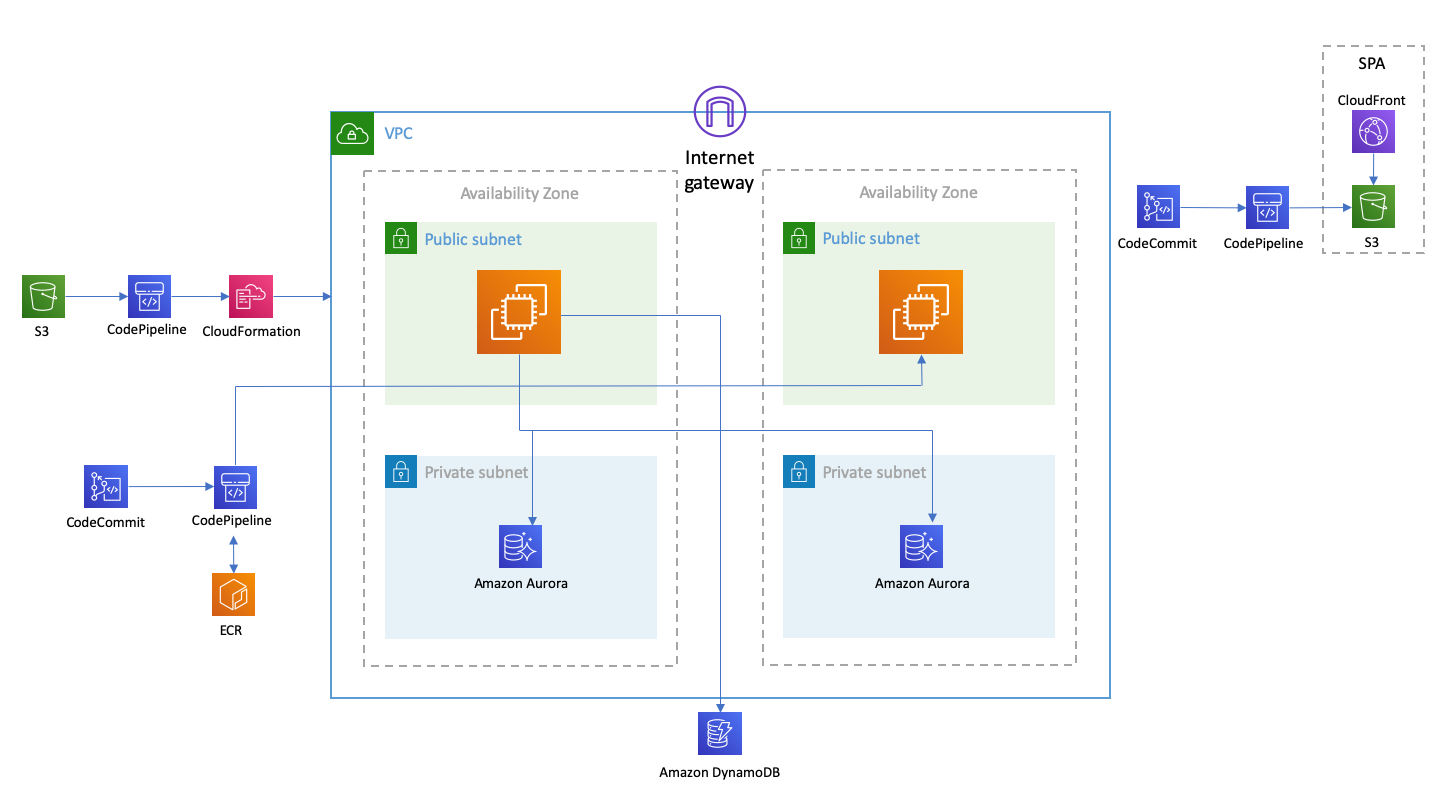 SPA
CloudFront
VPC
Internet
gateway
Availability Zone
Availability Zone
Public subnet
Public subnet
CodeCommit
CodePipeline
S3
S3
CodePipeline
CloudFormation
Private subnet
Private subnet
CodeCommit
CodePipeline
Amazon Aurora
Amazon Aurora
ECR
Amazon DynamoDB